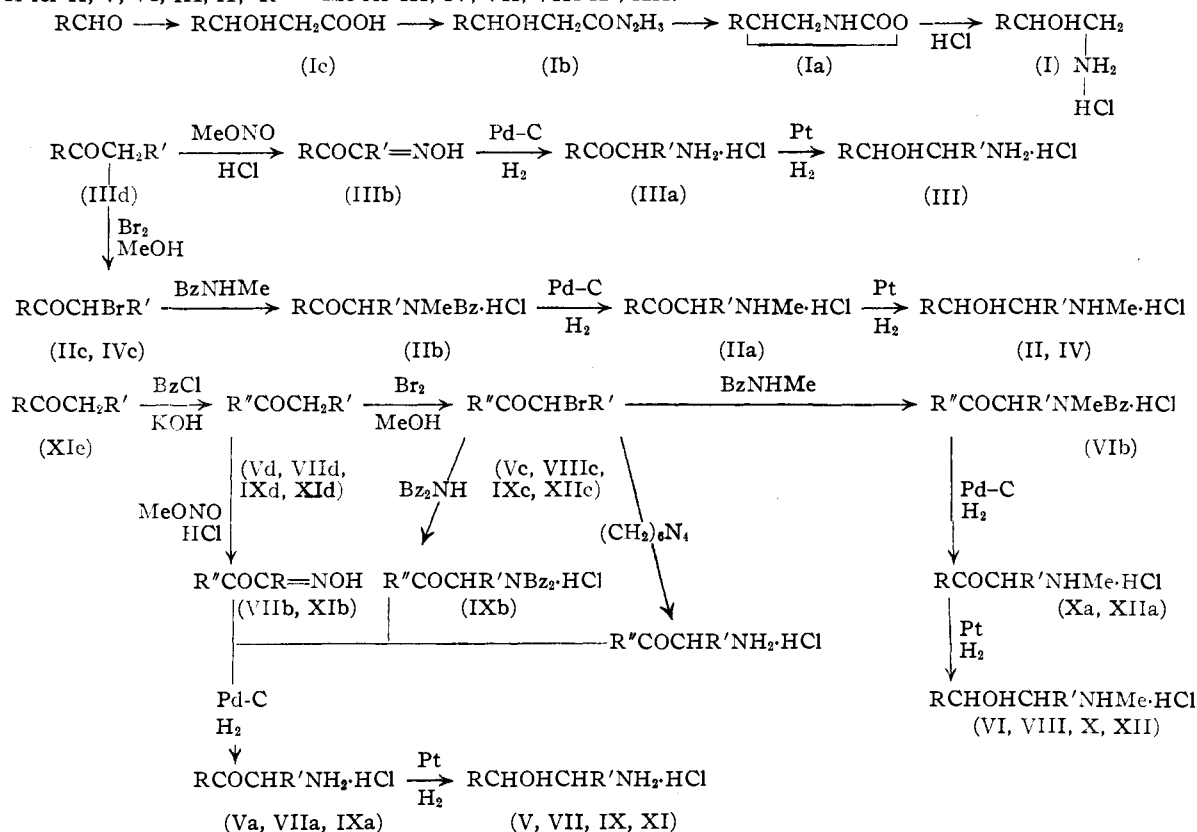 RCHO → RCHOHCH₂COOH → RCHOHCH₂CON₂H₃ → RCHCH₂NHCOO → HCl RCHOHCH₂
(Ic) (Ib) (Ia) (I) NH₂
HCl
RCOCH₂R′ MeONO HCl → RCOCR′=NOH Pd–C H₂ → RCOCHR′NH₂·HCl Pt H₂ → RCHOHCHR′NH₂·HCl
(IIId) (IIIb) (IIIa) (III)
Br₂
MeOH
RCOCHBrR′ BzNHMe → RCOCHR′NMeBz·HCl Pd–C H₂ → RCOCHR′NHMe·HCl Pt H₂ → RCHOHCHR′NHMe·HCl
(IIc, IVc) (IIb) (IIa) (II, IV)
RCOCH₂R′ BzCl KOH → R″COCH₂R′ Br₂ MeOH → R″COCHBrR′ BzNHMe → R″COCHR′NMeBz·HCl
(XIe) (VIb)
(Vd, VIId,
IXd, XId)
(Vc, VIIIc,
IXc, XIIc)
MeONO
HCl
Bz₂NH
(CH₂)₆N₄
Pd–C
H₂
R″COCR=NOH R″COCHR′NBz₂·HCl RCOCHR′NHMe·HCl
(VIIb, XIb) (IXb) (Xa, XIIa)
R″COCHR′NH₂·HCl
Pt
H₂
Pd-C
H₂
RCHOHCHR′NHMe·HCl
(VI, VIII, X, XII)
RCOCHR′NH₂·HCl Pt H₂ → RCHOHCHR′NH₂·HCl
(Va, VIIa, IXa) (V, VII, IX, XI)